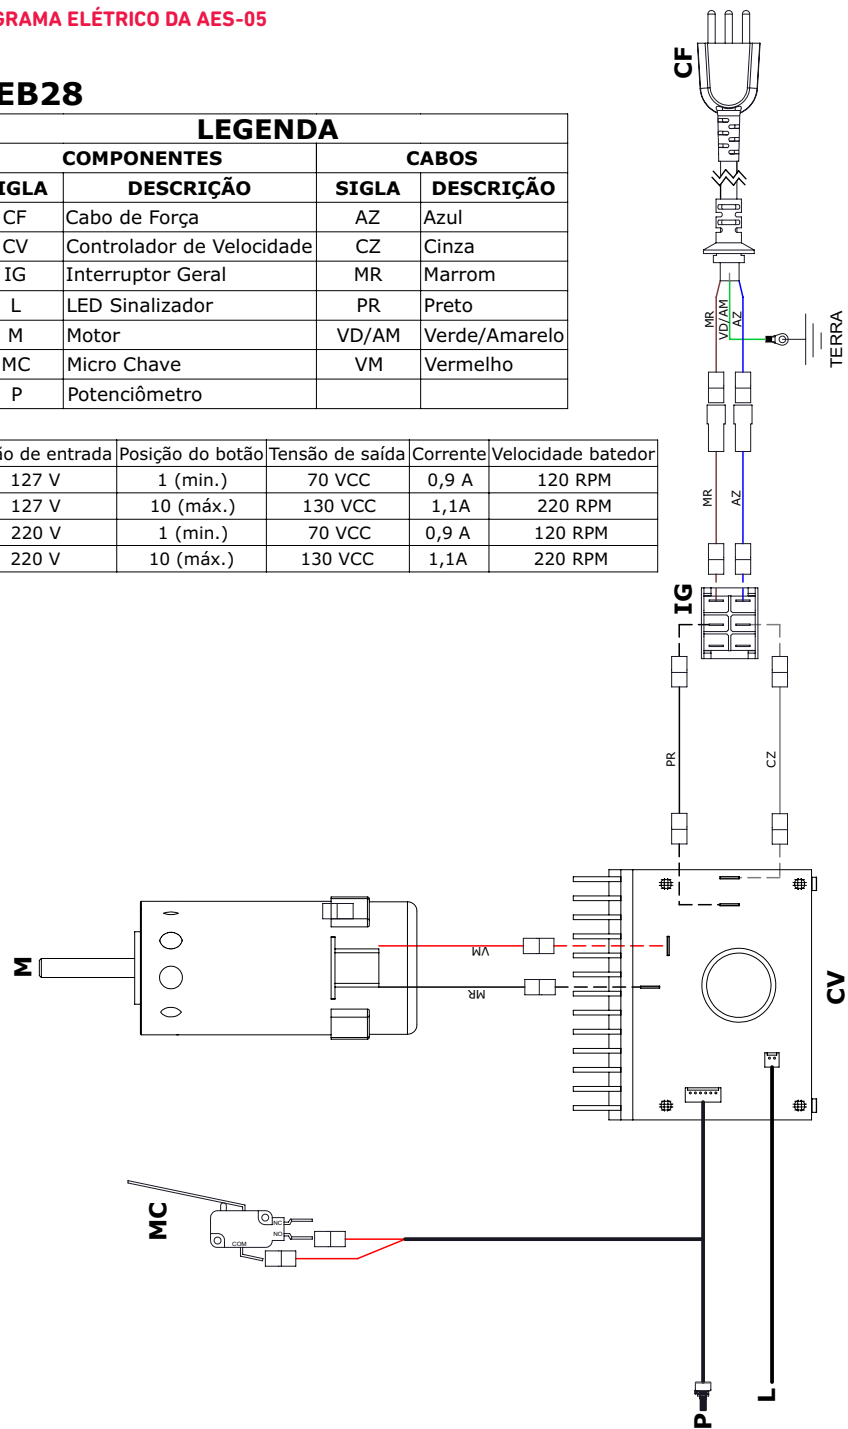 GRAMA ELÉTRICO DA AES-05
EB28
LEGENDA
COMPONENTES CABOS
IGLA DESCRIÇÃO SIGLA DESCRIÇÃO
CF Cabo de Força AZ Azul
CV Controlador de Velocidade CZ Cinza
IG Interruptor Geral MR Marrom
L LED Sinalizador PR Preto
M Motor VD/AM Verde/Amarelo
MC Micro Chave VM Vermelho
P Potenciômetro
ão de entrada Posição do botão Tensão de saída Corrente Velocidade batedor
127 V 1 (min.) 70 VCC 0,9 A 120 RPM
127 V 10 (máx.) 130 VCC 1,1A 220 RPM
220 V 1 (min.) 70 VCC 0,9 A 120 RPM
220 V 10 (máx.) 130 VCC 1,1A 220 RPM
CF
MR
VD/AM
AZ
TERRA
MR
AZ
IG
PR
CZ
M
VM
MR
CV
MC
NC
NO
COM
P
L